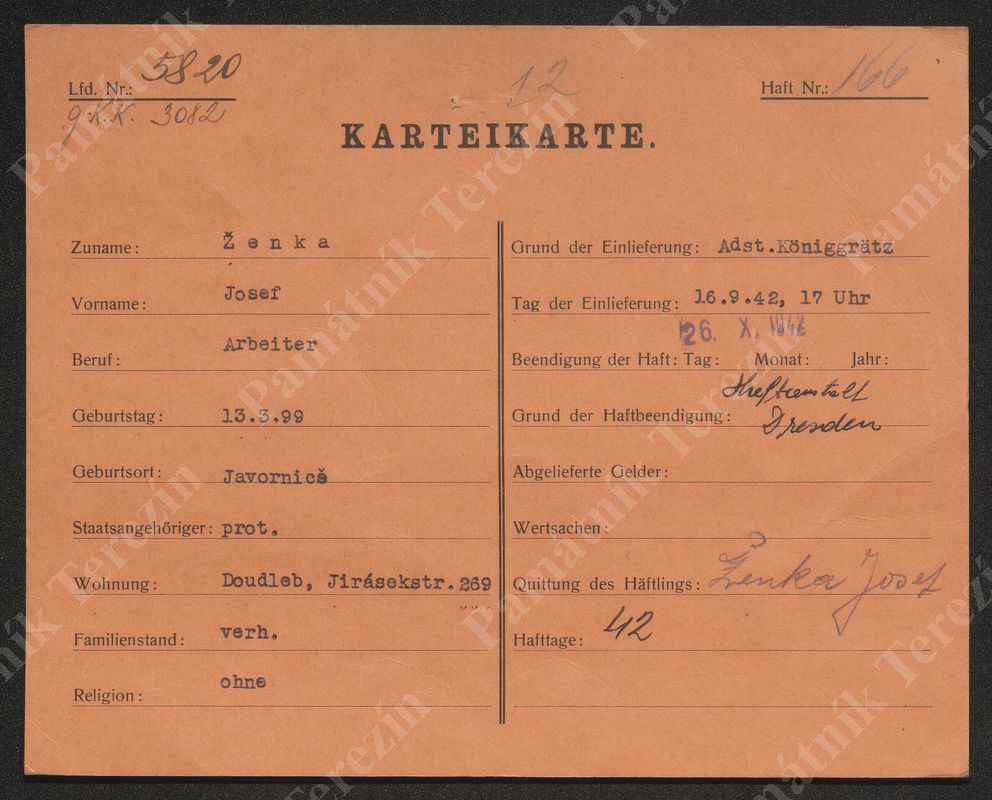 Lfd. Nr.: 5820
g.K.K. 3082
12
Haft Nr.: 166
KARTEIKARTE.
Zuname: Ženka
Vorname: Josef
Beruf: Arbeiter
Geburtstag: 13.3.99
Geburtsort: Javornicě
Staatsangehöriger: prot.
Wohnung: Doudleb, Jirásekstr. 269
Familienstand: verh.
Religion: ohne
Grund der Einlieferung: Adst.Königgrätz
Tag der Einlieferung: 16.9.42, 17 Uhr
26. X. 1942
Beendigung der Haft: Tag: Monat: Jahr:
Haftanstalt
Grund der Haftbeendigung: Dresden
Abgelieferte Gelder:
Wertsachen:
Quittung des Häftlings: Ženka Josef
Hafttage: 42
Památník Terezín